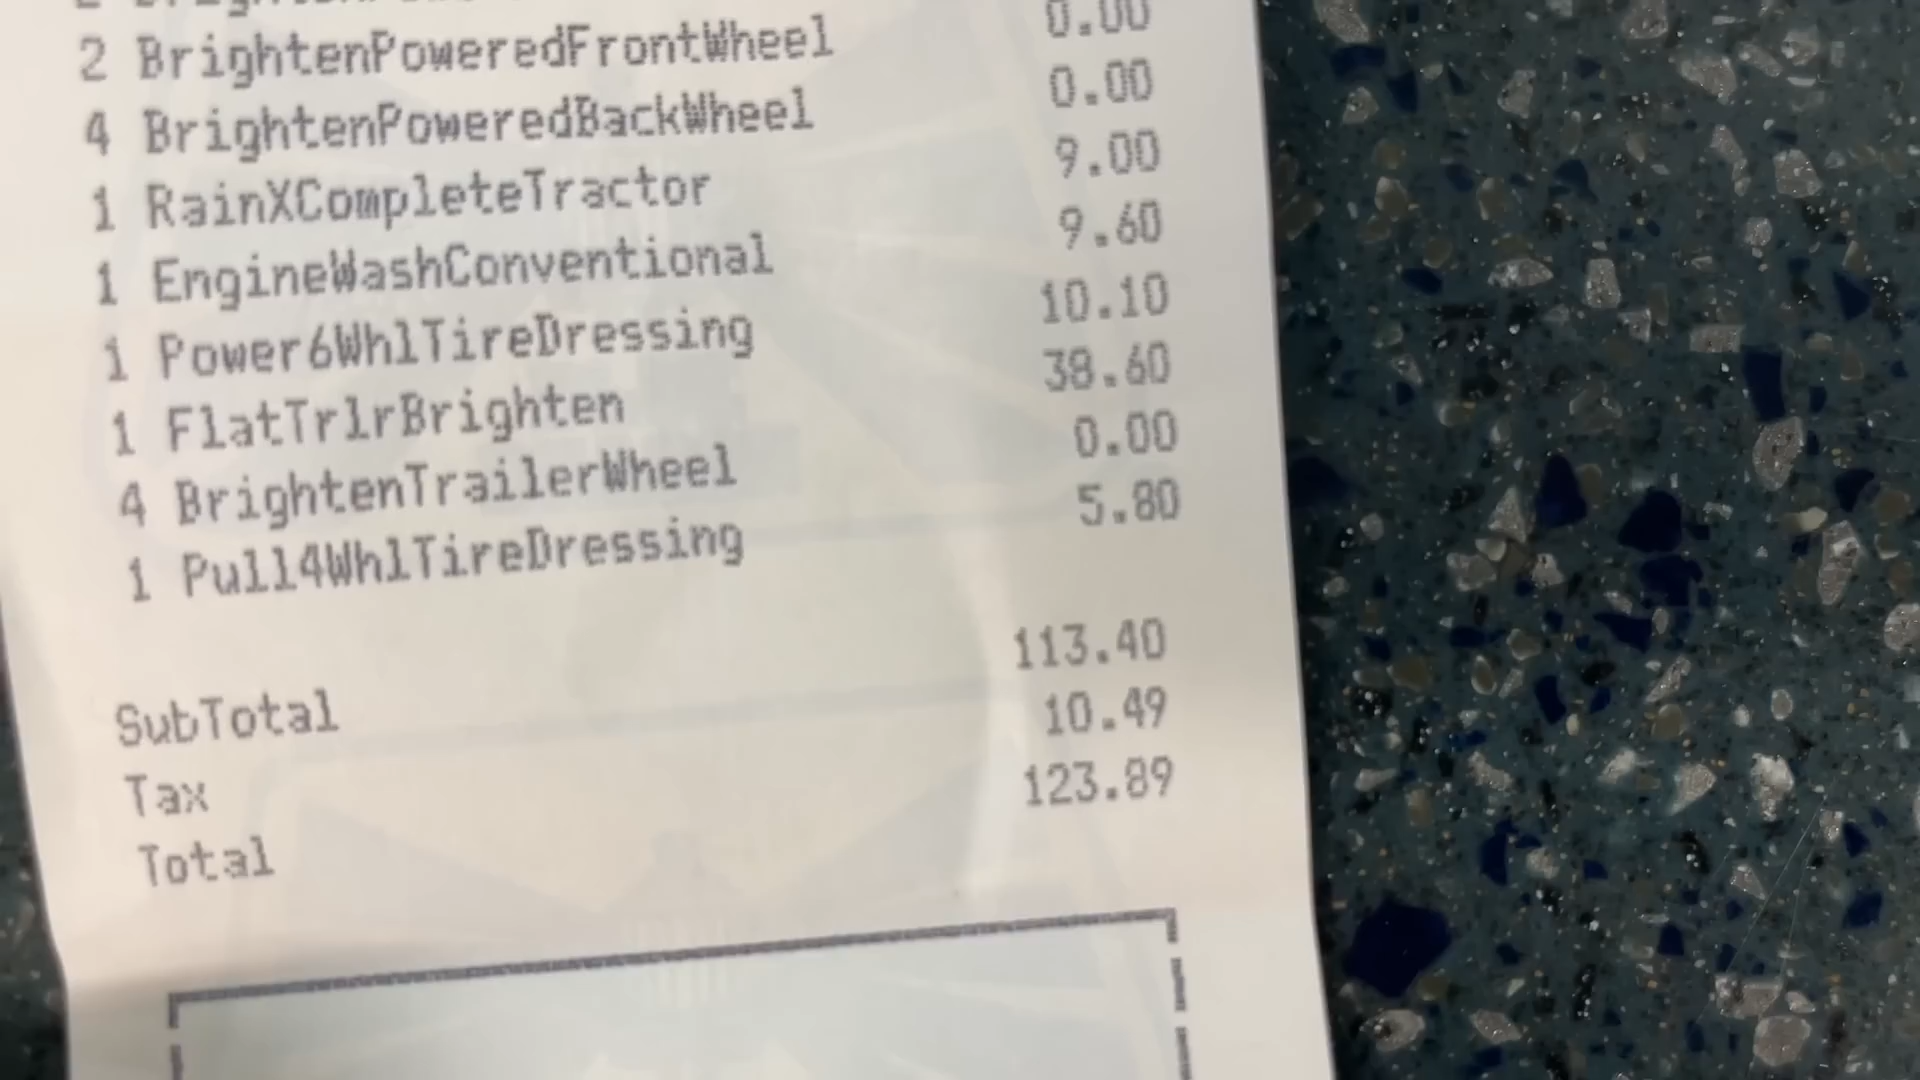 2 BrightenPoweredFrontWheel 0.00
4 BrightenPoweredBackWheel 0.00
1 RainXCompleteTractor 9.00
1 EngineWashConventional 9.60
1 Power6WhlTireDressing 10.10
1 FlatTrlrBrighten 38.60
4 BrightenTrailerWheel 0.00
1 Pull4WhlTireDressing 5.80
SubTotal 113.40
Tax 10.49
Total 123.89